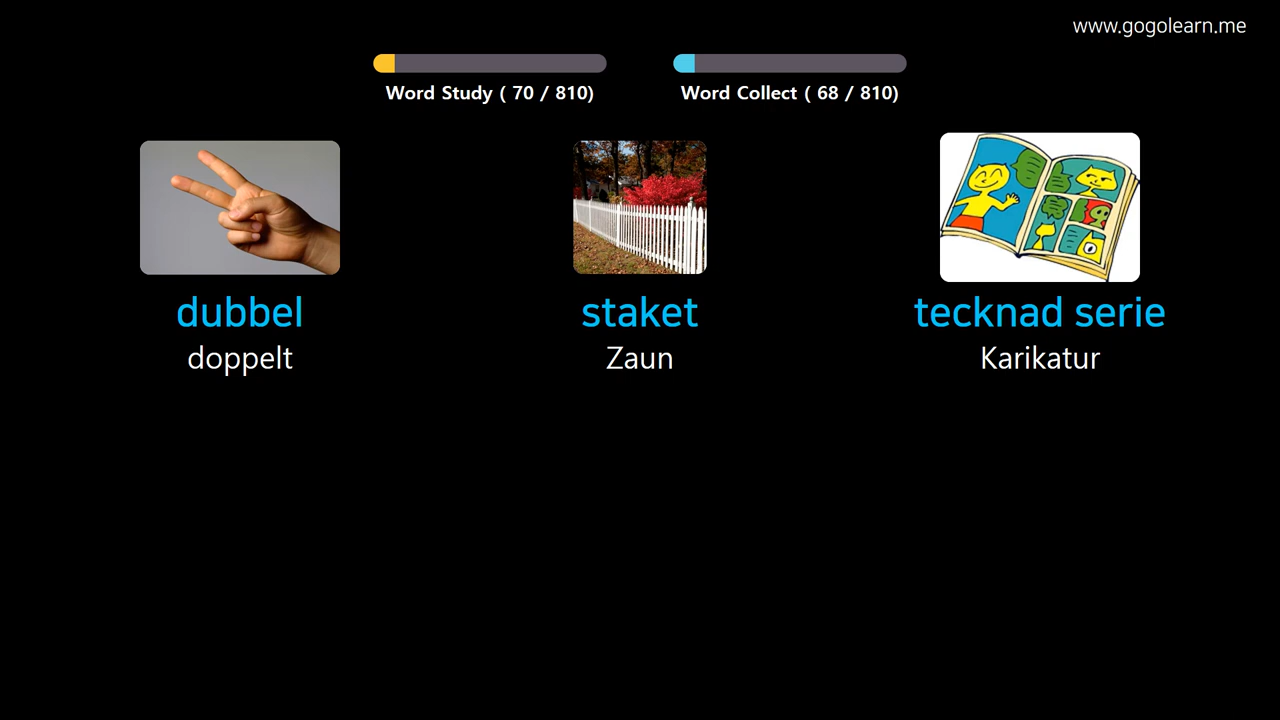 www.gogolearn.me
Word Study ( 70 / 810)
Word Collect ( 68 / 810)
dubbel
staket
tecknad serie
doppelt
Zaun
Karikatur